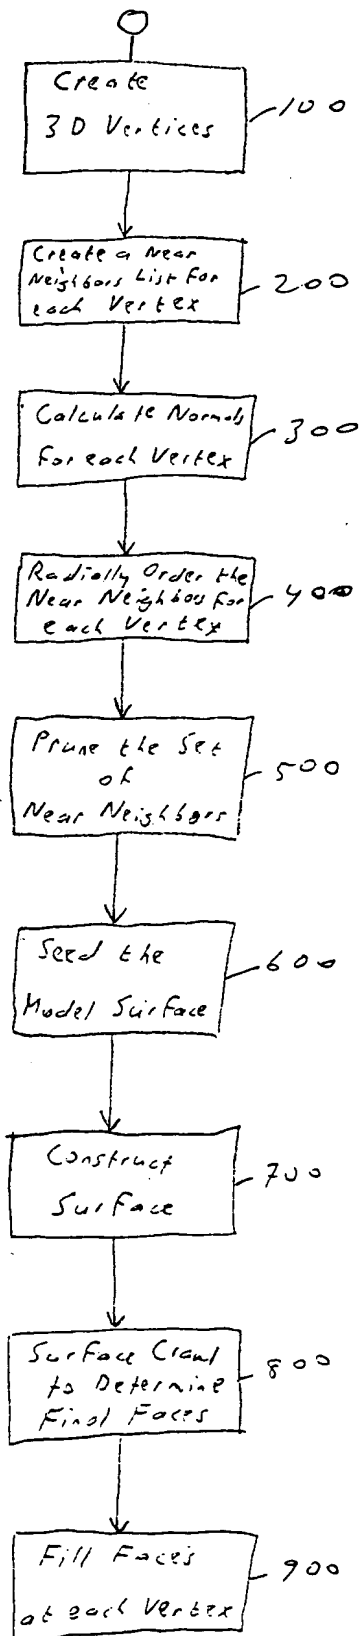 Create
3D Vertices
100
Create a Near
Neighbors List for
each Vertex
200
Calculate Normals
for each Vertex
300
Radially Order the
Near Neighbors for
each Vertex
400
Prune the Set
of
Near Neighbors
500
Seed the
Model Surface
600
Construct
Surface
700
Surface Crawl
to Determine
Final Faces
800
Fill Faces
at each Vertex
900